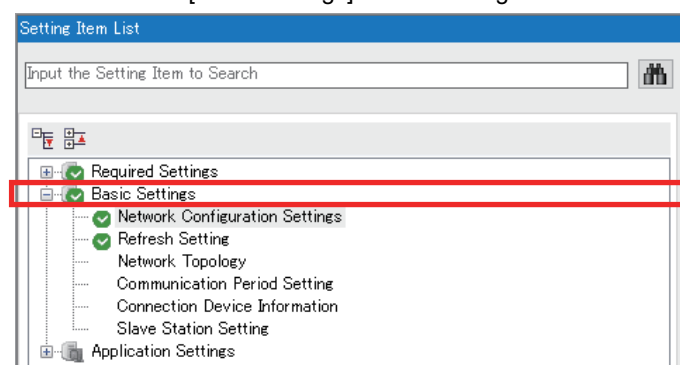 Setting Item List
Input the Setting Item to Search
Required Settings
Basic Settings
Network Configuration Settings
Refresh Setting
Network Topology
Communication Period Setting
Connection Device Information
Slave Station Setting
Application Settings